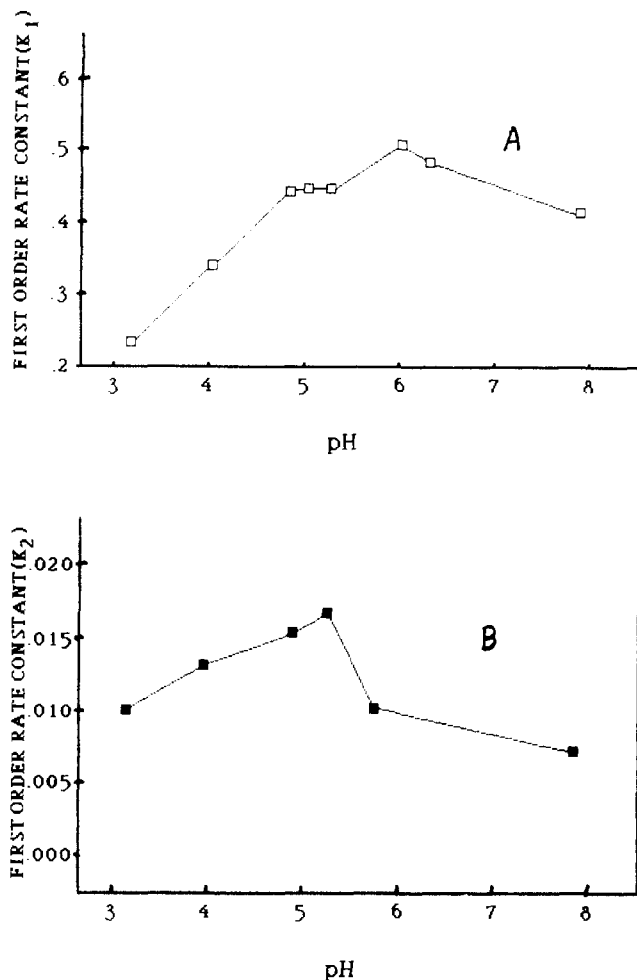 FIRST ORDER RATE CONSTANT(K1)
.6
.5
.4
.3
.2
A
3 4 5 6 7 8
pH
FIRST ORDER RATE CONSTANT(K2)
.020
.015
.010
.005
.000
B
3 4 5 6 7 8
pH